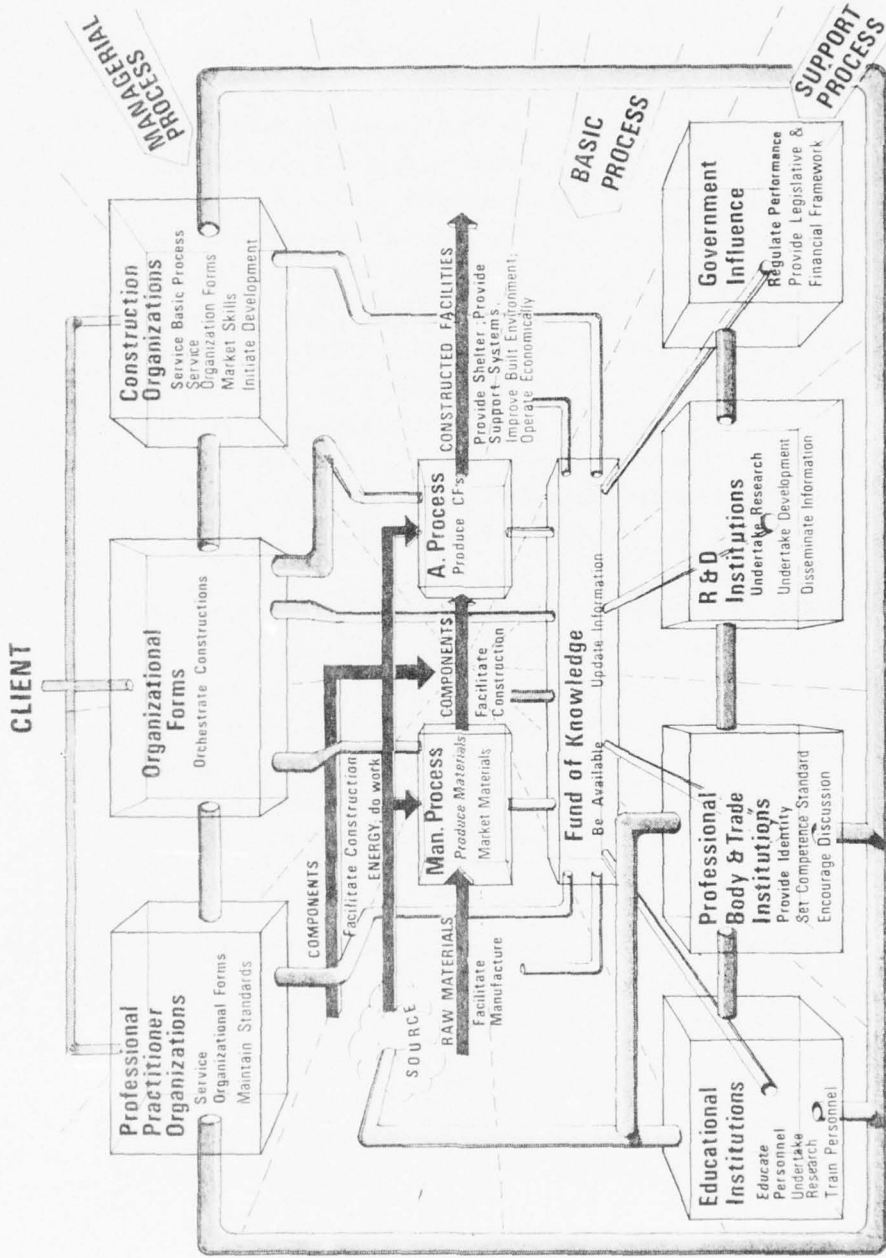 CLIENT
MANAGERIAL
PROCESS
Professional
Practitioner
Organizations
Service
Organizational Forms
Maintain Standards
Organizational
Forms
Orchestrate Constructions
Construction
Organizations
Service Basic Process
Service
Organization Forms
Market Skills
Initiate Development
COMPONENTS
Facilitate Construction
ENERGY, do work
SOURCE
RAW MATERIALS
Facilitate
Manufacture
Man. Process
Produce Materials
Market Materials
COMPONENTS
Facilitate
Construction
A. Process
Produce CF's
CONSTRUCTED FACILITIES
Provide Shelter; Provide
Support Systems,
Improve Built Environment;
Operate Economically
BASIC
PROCESS
Fund of Knowledge
Be Available
Update Information
SUPPORT
PROCESS
Educational
Institutions
Educate
Personnel
Undertake
Research
Train Personnel
Professional
Body & Trade
Institutions
Provide Identity
Set Competence Standard
Encourage Discussion
R & D
Institutions
Undertake Research
Undertake Development
Disseminate Information
Government
Influence
Regulate Performance
Provide Legislative &
Financial Framework